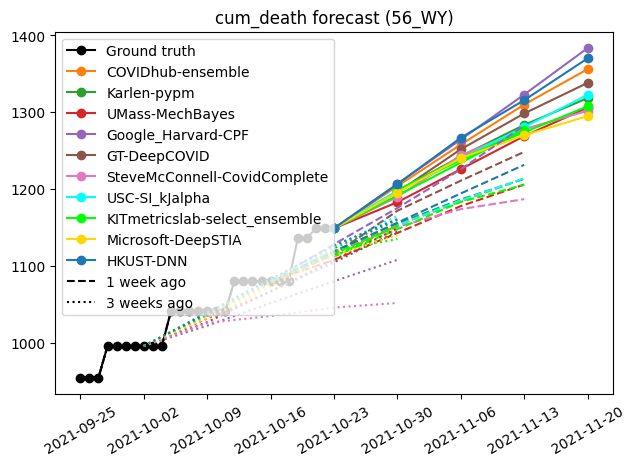 cum_death forecast (56_WY)
Ground truth
COVIDhub-ensemble
Karlen-pypm
UMass-MechBayes
Google_Harvard-CPF
GT-DeepCOVID
SteveMcConnell-CovidComplete
USC-SI_kJalpha
KITmetricslab-select_ensemble
Microsoft-DeepSTIA
HKUST-DNN
1 week ago
3 weeks ago
1400
1300
1200
1100
1000
2021-09-25
2021-10-02
2021-10-09
2021-10-16
2021-10-23
2021-10-30
2021-11-06
2021-11-13
2021-11-20